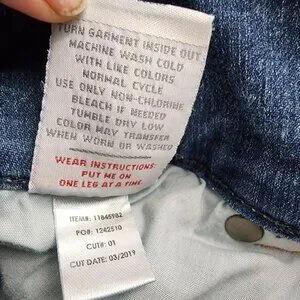 TURN GARMENT INSIDE OUT
MACHINE WASH COLD
WITH LIKE COLORS
NORMAL CYCLE
USE ONLY NON-CHLORINE
BLEACH IF NEEDED
TUMBLE DRY LOW
COLOR MAY TRANSFER
WHEN WORN OR WASHED
WEAR INSTRUCTIONS:
PUT ME ON
ONE LEG AT A TIME.
ITEM#: 11845982
PO#: 1242510
CUT#: 01
CUT DATE: 03/2019